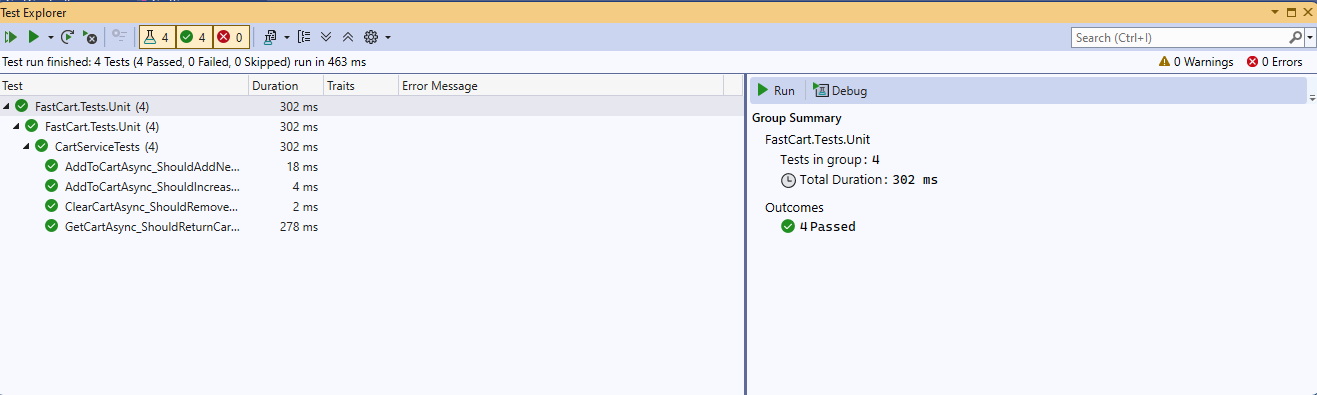 Test Explorer
4 4 0
Search (Ctrl+I)
Test run finished: 4 Tests (4 Passed, 0 Failed, 0 Skipped) run in 463 ms
0 Warnings 0 Errors
Test Duration Traits Error Message
FastCart.Tests.Unit (4) 302 ms
FastCart.Tests.Unit (4) 302 ms
CartServiceTests (4) 302 ms
AddToCartAsync_ShouldAddNe... 18 ms
AddToCartAsync_ShouldIncreas... 4 ms
ClearCartAsync_ShouldRemove... 2 ms
GetCartAsync_ShouldReturnCar... 278 ms
Run Debug
Group Summary
FastCart.Tests.Unit
Tests in group: 4
Total Duration: 302 ms
Outcomes
4 Passed